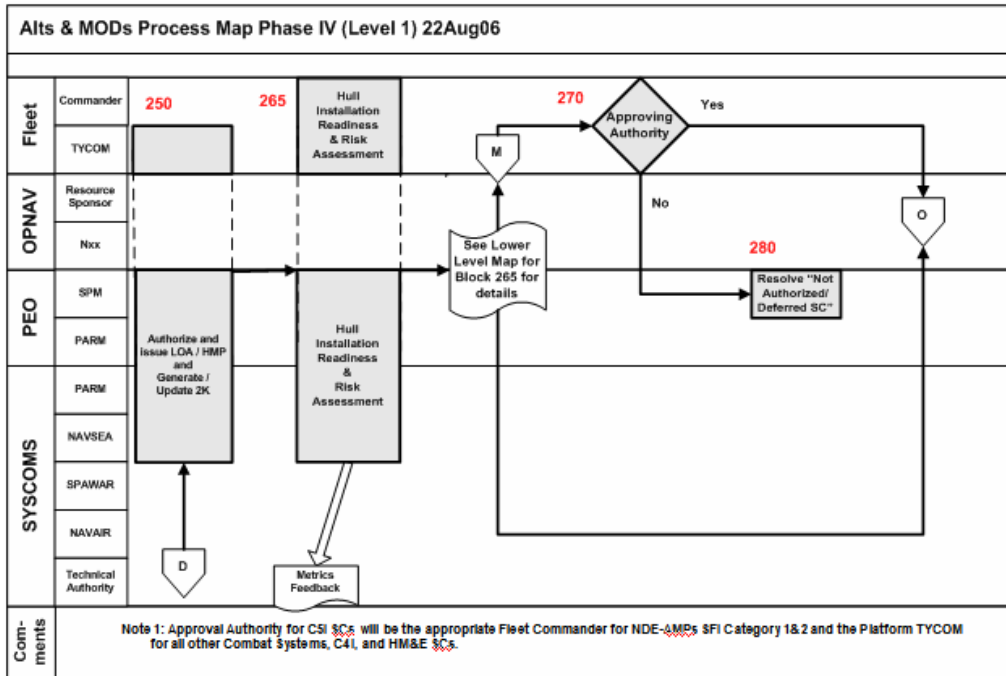 Alts & MODs Process Map Phase IV (Level 1) 22Aug06
Fleet
Commander
TYCOM
OPNAV
Resource
Sponsor
Nxx
PEO
SPM
PARM
SYSCOMS
PARM
NAVSEA
SPAWAR
NAVAIR
Technical
Authority
Com-
ments
250
Authorize and
issue LOA / HMP
and
Generate /
Update 2K
D
265
Hull
Installation
Readiness
& Risk
Assessment
Hull
Installation
Readiness
&
Risk
Assessment
Metrics
Feedback
See Lower
Level Map for
Block 265 for
details
M
270
Approving
Authority
Yes
No
O
280
Resolve "Not
Authorized/
Deferred SC"
Note 1: Approval Authority for C5I SCs will be the appropriate Fleet Commander for NDE-AMPs SFI Category 1&2 and the Platform TYCOM
for all other Combat Systems, C4I, and HM&E SCs.